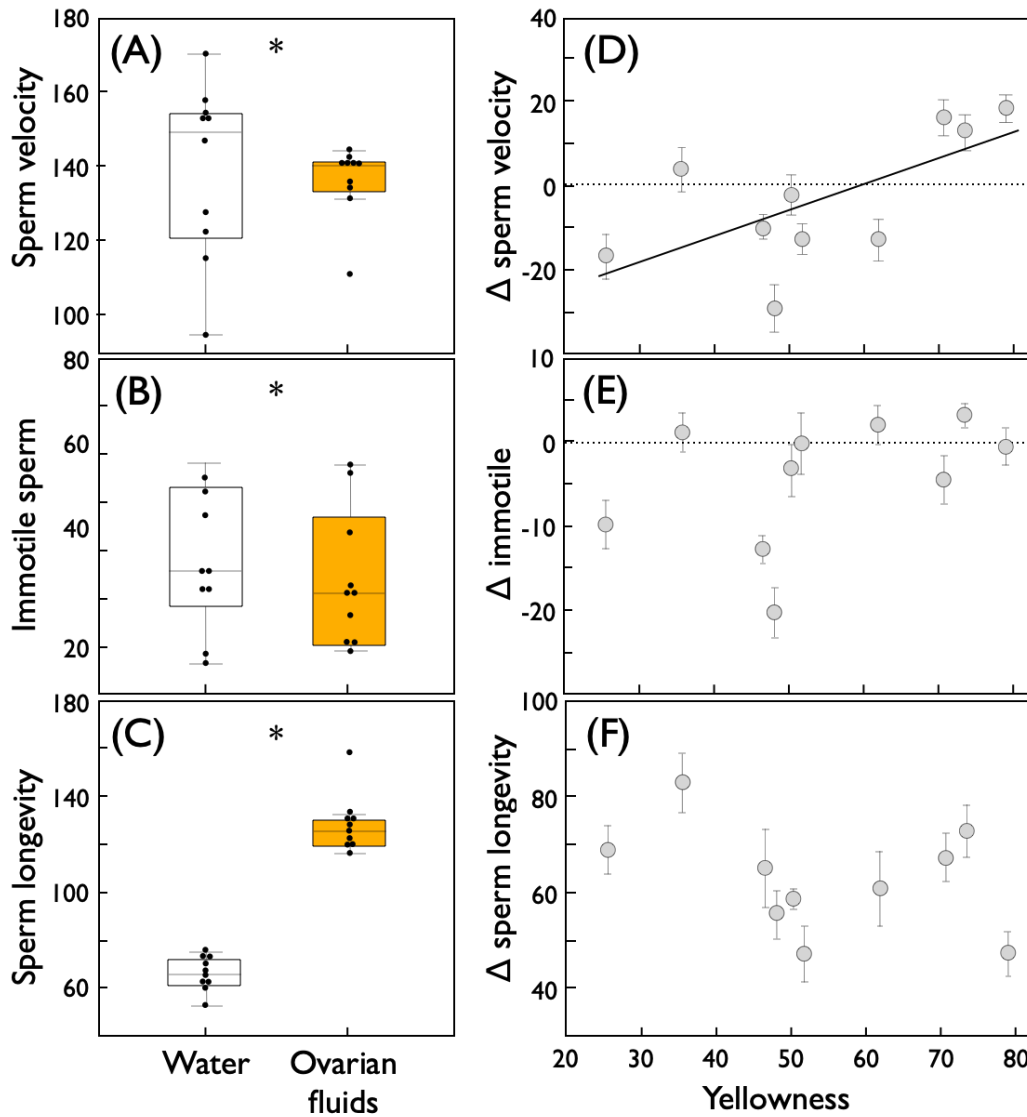 (A)
*
Sperm velocity
180
160
140
120
100
(B)
*
Immotile sperm
80
60
40
20
(C)
*
Sperm longevity
180
140
100
60
Water
Ovarian
fluids
(D)
Δ sperm velocity
40
20
0
-20
-40
(E)
Δ immotile
10
0
-10
-20
(F)
Δ sperm longevity
100
80
60
40
20 30 40 50 60 70 80
Yellowness